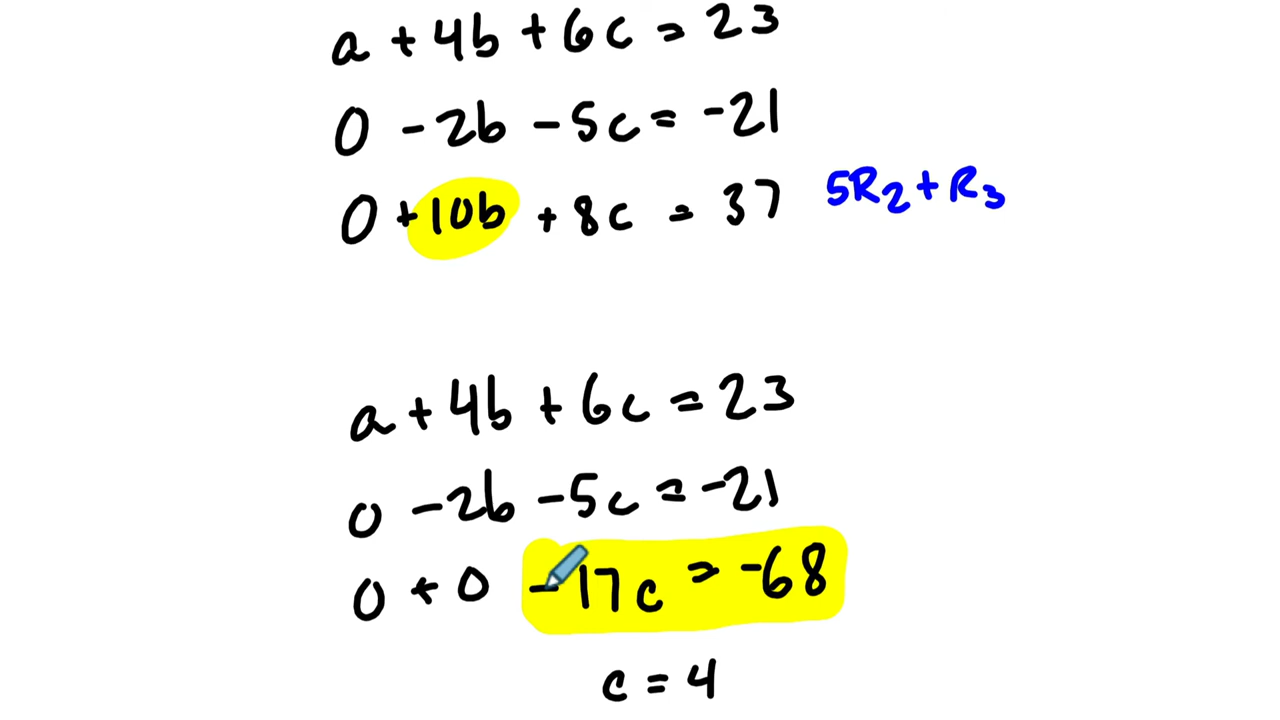 a + 4b + 6c = 23
0 - 2b - 5c = -21
0 + 10b + 8c = 37 5R₂ + R₃
a + 4b + 6c = 23
0 - 2b - 5c = -21
0 + 0 - 17c = -68
c = 4